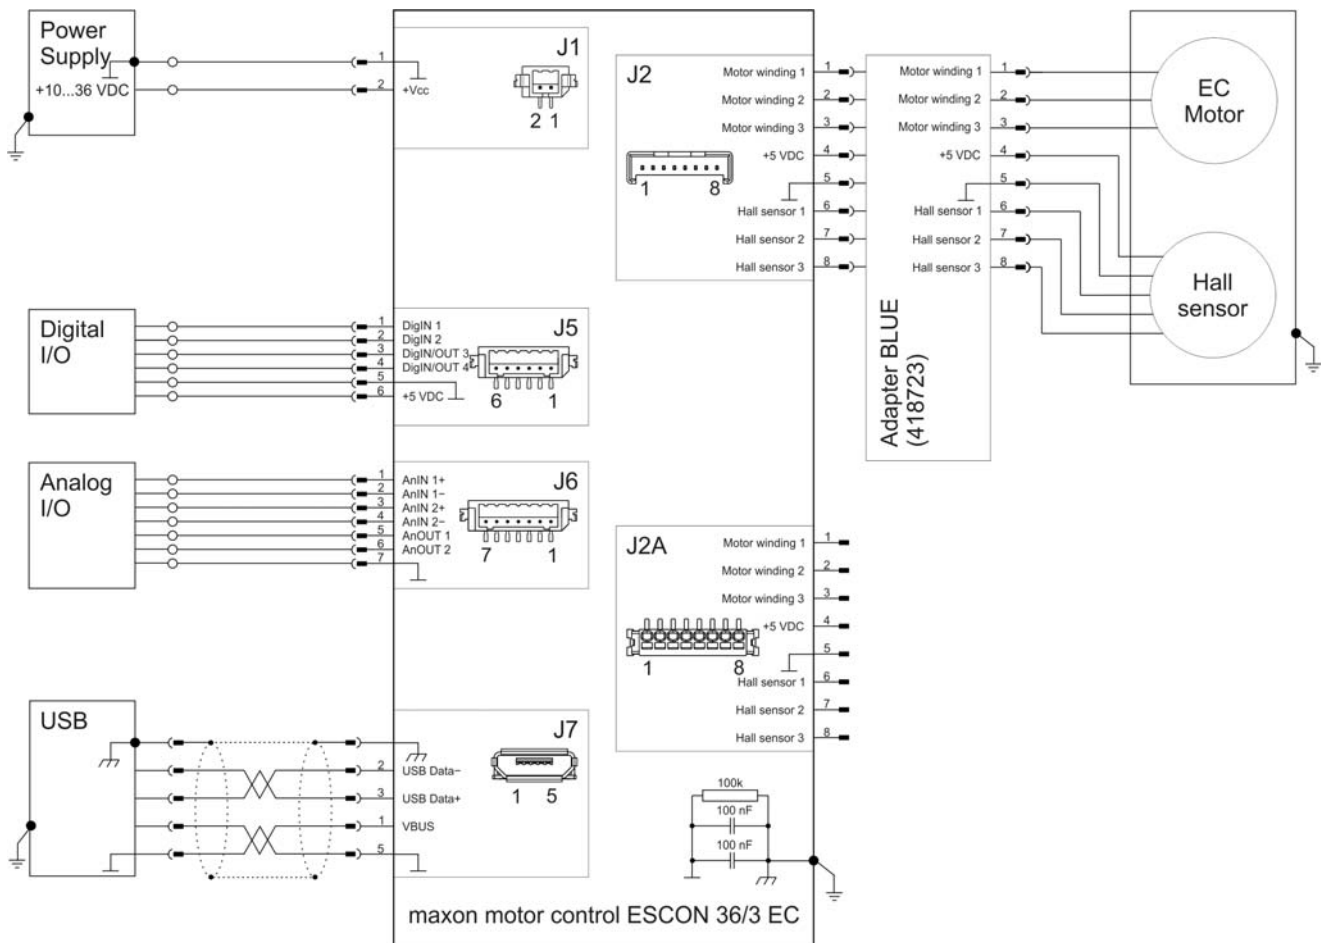 Power
Supply
+10...36 VDC
1
2
+Vcc
J1
2 1
J2
1 8
Motor winding 1
Motor winding 2
Motor winding 3
+5 VDC
Hall sensor 1
Hall sensor 2
Hall sensor 3
1
2
3
4
5
6
7
8
Motor winding 1
Motor winding 2
Motor winding 3
+5 VDC
Hall sensor 1
Hall sensor 2
Hall sensor 3
Adapter BLUE
(418723)
1
2
3
4
5
6
7
8
EC
Motor
Hall
sensor
Digital
I/O
1
2
3
4
5
6
DigIN 1
DigIN 2
DigIN/OUT 3
DigIN/OUT 4
+5 VDC
J5
6 1
Analog
I/O
1
2
3
4
5
6
7
AnIN 1+
AnIN 1−
AnIN 2+
AnIN 2−
AnOUT 1
AnOUT 2
J6
7 1
J2A
1 8
Motor winding 1
Motor winding 2
Motor winding 3
+5 VDC
Hall sensor 1
Hall sensor 2
Hall sensor 3
1
2
3
4
5
6
7
8
USB
2
3
1
5
USB Data−
USB Data+
VBUS
J7
1 5
100k
100 nF
100 nF
maxon motor control ESCON 36/3 EC